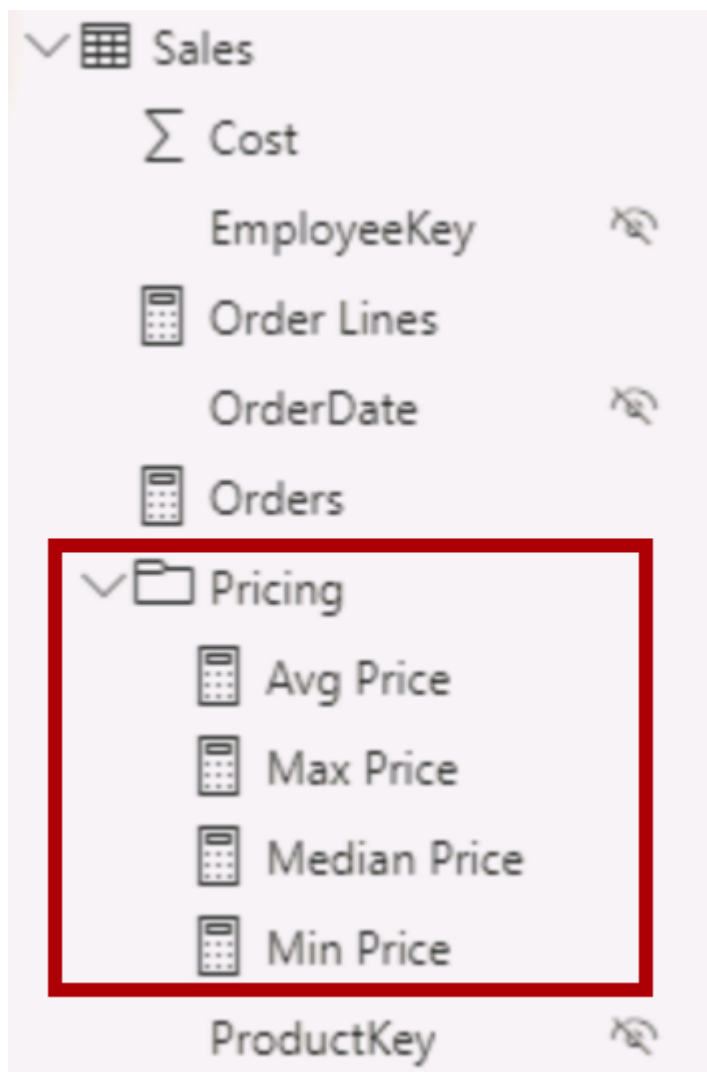 Sales
Cost
EmployeeKey
Order Lines
OrderDate
Orders
Pricing
Avg Price
Max Price
Median Price
Min Price
ProductKey